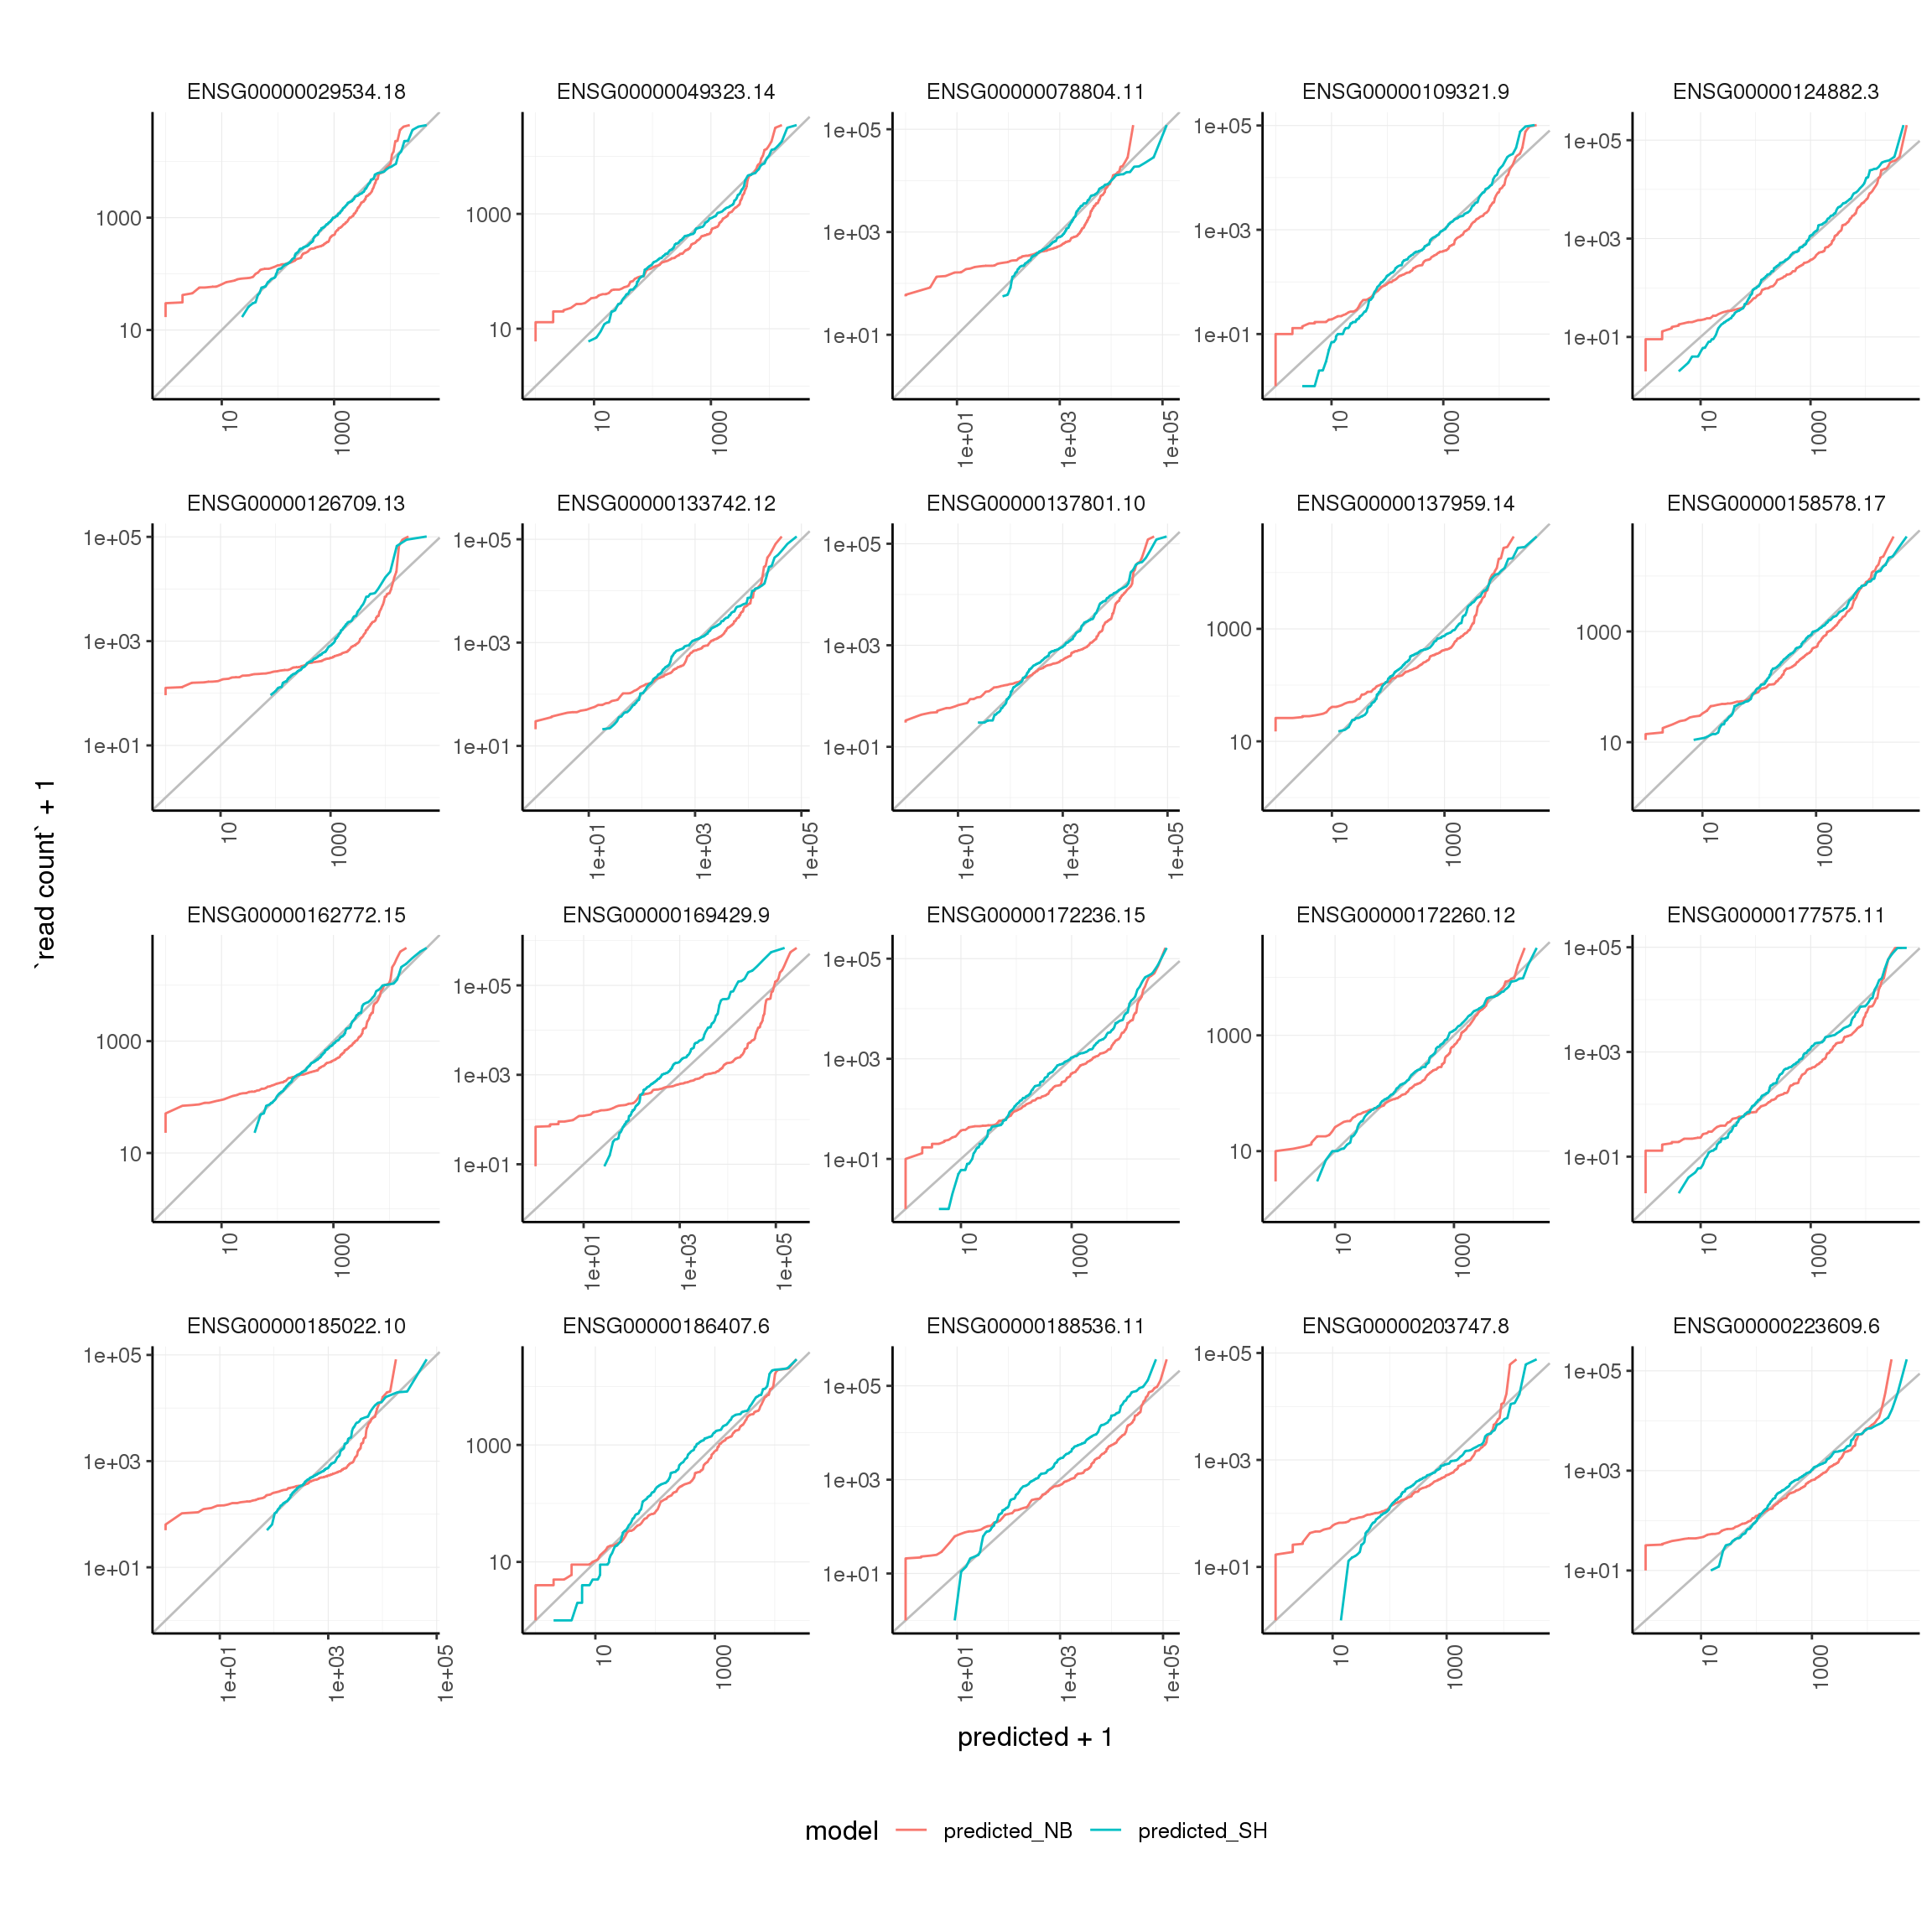 ENSG00000029534.18 ENSG00000049323.14 ENSG00000078804.11 ENSG00000109321.9 ENSG00000124882.3
1000
10
1000
10
1e+05
1e+03
1e+01
1e+05
1e+03
1e+01
1e+05
1e+03
1e+01
10 1000 10 1000 1e+01 1e+03 1e+05 10 1000 10 1000
ENSG00000126709.13 ENSG00000133742.12 ENSG00000137801.10 ENSG00000137959.14 ENSG00000158578.17
1e+05
1e+03
1e+01
1e+05
1e+03
1e+01
1e+05
1e+03
1e+01
1000
10
1000
10
10 1000 1e+01 1e+03 1e+05 1e+01 1e+03 1e+05 10 1000 10 1000
`read count` + 1
ENSG00000162772.15 ENSG00000169429.9 ENSG00000172236.15 ENSG00000172260.12 ENSG00000177575.11
1000
10
1e+05
1e+03
1e+01
1e+05
1e+03
1e+01
1000
10
1e+05
1e+03
1e+01
10 1000 1e+01 1e+03 1e+05 10 1000 10 1000 10 1000
ENSG00000185022.10 ENSG00000186407.6 ENSG00000188536.11 ENSG00000203747.8 ENSG00000223609.6
1e+05
1e+03
1e+01
1000
10
1e+05
1e+03
1e+01
1e+05
1e+03
1e+01
1e+05
1e+03
1e+01
1e+01 1e+03 1e+05 10 1000 1e+01 1e+03 1e+05 10 1000 10 1000
predicted + 1
model predicted_NB predicted_SH